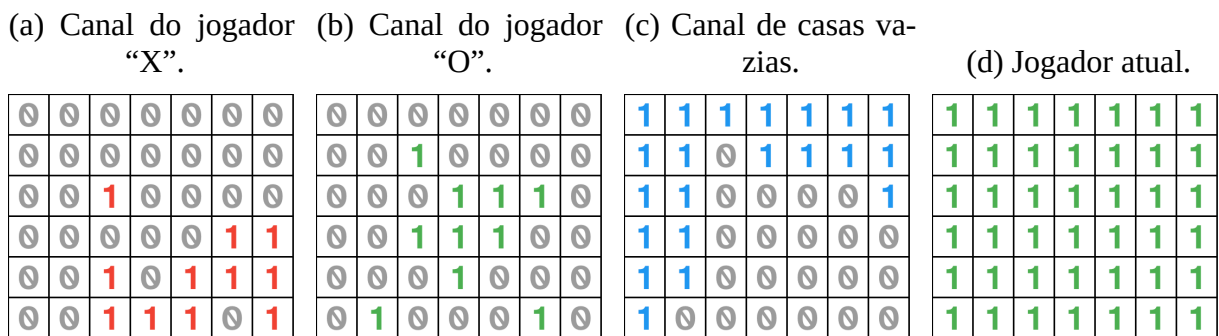 (a) Canal do jogador
“X”.
(b) Canal do jogador
“O”.
(c) Canal de casas va-
zias.
(d) Jogador atual.
0 0 0 0 0 0 0
0 0 0 0 0 0 0
0 0 1 0 0 0 0
0 0 0 0 0 1 1
0 0 1 0 1 1 1
0 0 1 1 1 0 1
0 0 0 0 0 0 0
0 0 1 0 0 0 0
0 0 0 1 1 1 0
0 0 1 1 1 0 0
0 0 0 1 0 0 0
0 1 0 0 0 1 0
1 1 1 1 1 1 1
1 1 0 1 1 1 1
1 1 0 0 0 0 1
1 1 0 0 0 0 0
1 1 0 0 0 0 0
1 0 0 0 0 0 0
1 1 1 1 1 1 1
1 1 1 1 1 1 1
1 1 1 1 1 1 1
1 1 1 1 1 1 1
1 1 1 1 1 1 1
1 1 1 1 1 1 1